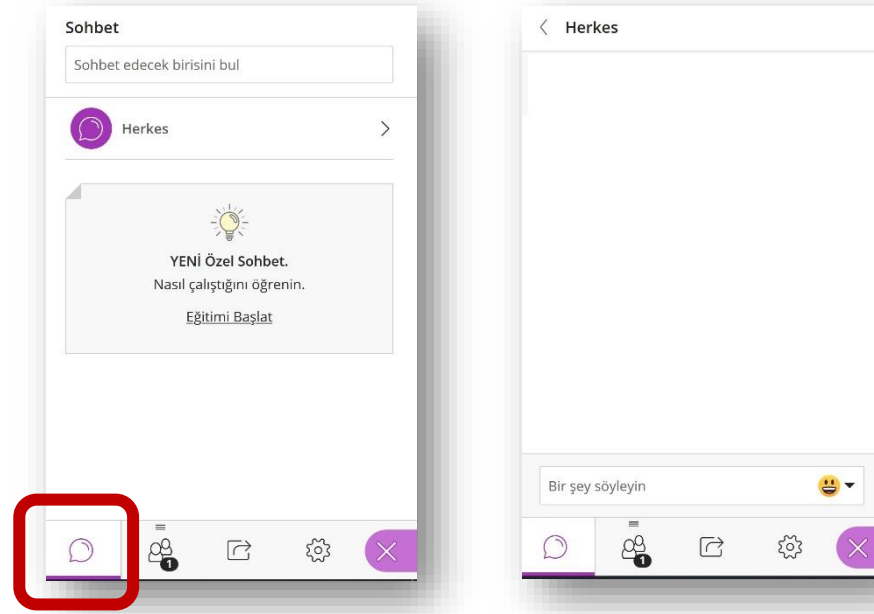 Sohbet
Sohbet edecek birisini bul
Herkes
YENİ Özel Sohbet.
Nasıl çalıştığını öğrenin.
Eğitimi Başlat
1
Herkes
Bir şey söyleyin
1